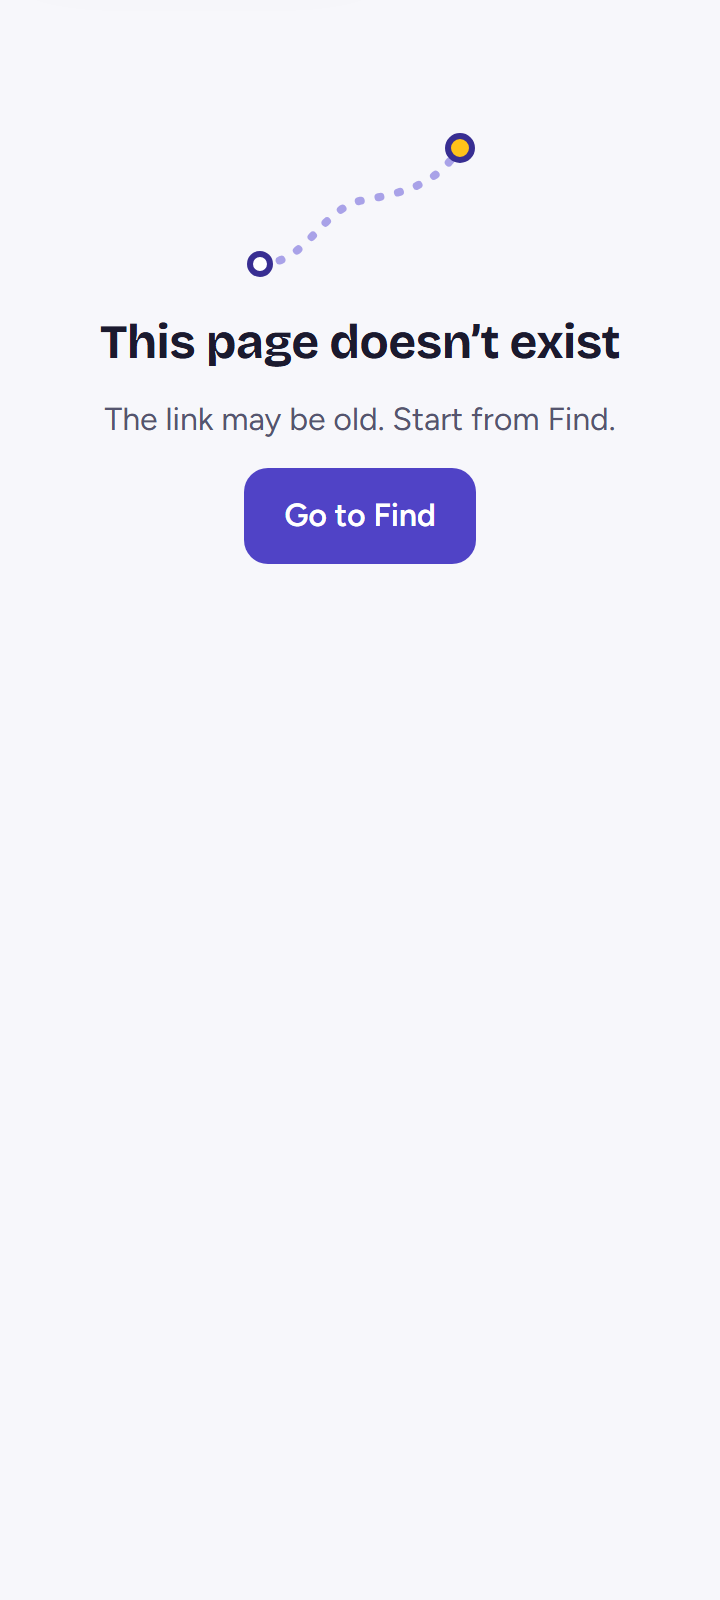 This page doesn’t exist
The link may be old. Start from Find.
Go to Find